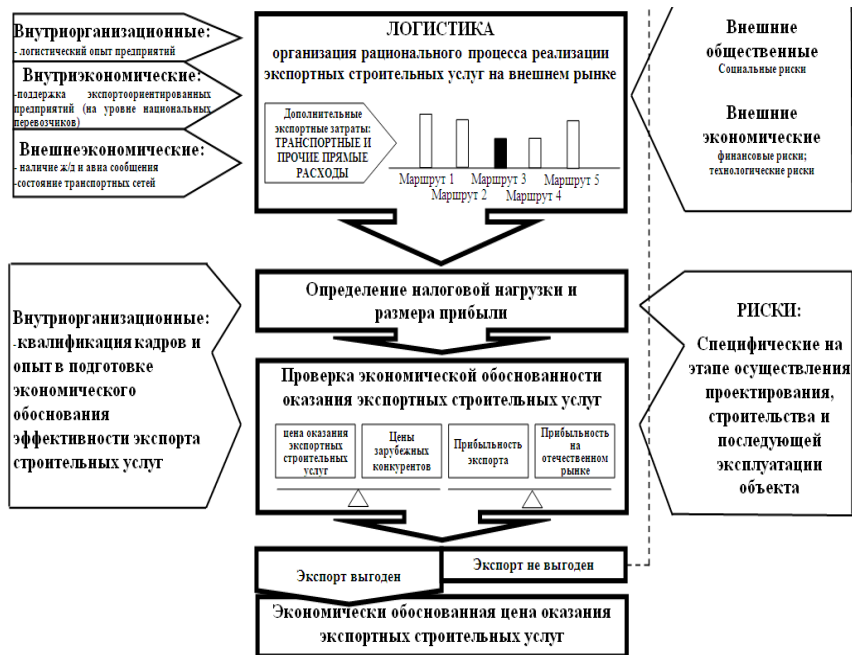 Внутриорганизационные:
- логистический опыт предприятий
Внутриэкономические:
-поддержка экспортоориентированных
предприятий (на уровне национальных
перевозчиков)
Внешнеэкономические:
- наличие ж/д и авиа сообщения
-состояние транспортных сетей
ЛОГИСТИКА
организация рационального процесса реализации
экспортных строительных услуг на внешнем рынке
Дополнительные
экспортные затраты:
ТРАНСПОРТНЫЕ И
ПРОЧИЕ ПРЯМЫЕ
РАСХОДЫ
Маршрут 1 Маршрут 3 Маршрут 5
Маршрут 2 Маршрут 4
Внешние
общественные
Социальные риски
Внешние
экономические
финансовые риски;
технологические риски
Определение налоговой нагрузки и
размера прибыли
Внутриорганизационные:
-квалификация кадров и
опыт в подготовке
экономического
обоснования
эффективности экспорта
строительных услуг
Проверка экономической обоснованности
оказания экспортных строительных услуг
цена оказания
экспортных
строительных
услуг
Цены
зарубежных
конкурентов
Прибыльность
экспорта
Прибыльность
на
отечественном
рынке
РИСКИ:
Специфические на
этапе осуществления
проектирования,
строительства и
последующей
эксплуатации
объекта
Экспорт выгоден
Экспорт не выгоден
Экономически обоснованная цена оказания
экспортных строительных услуг